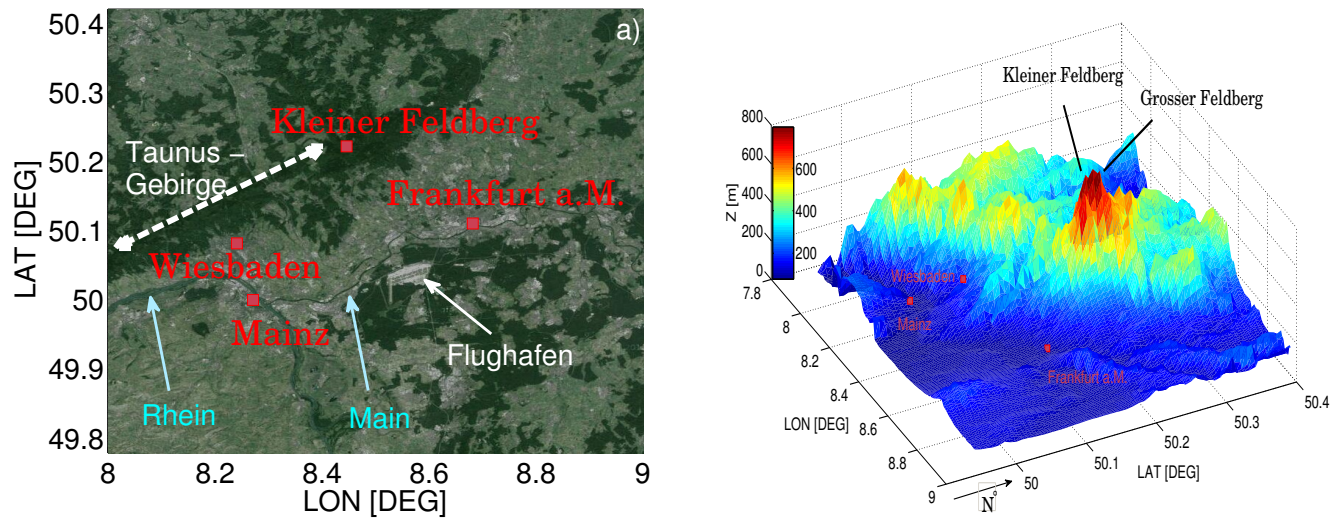 50.4
50.3
50.2
50.1
50
49.9
49.8
LAT [DEG]
a)
Kleiner Feldberg
Taunus –
Gebirge
Frankfurt a.M.
Wiesbaden
Mainz
Flughafen
Rhein
Main
8
8.2
8.4
8.6
8.8
9
LON [DEG]
Kleiner Feldberg
Grosser Feldberg
800
600
400
200
0
Z [m]
600
400
200
Wiesbaden
Mainz
Frankfurt a.M.
7.8
8
8.2
8.4
8.6
8.8
9
LON [DEG]
50
50.1
50.2
50.3
50.4
LAT [DEG]
N°